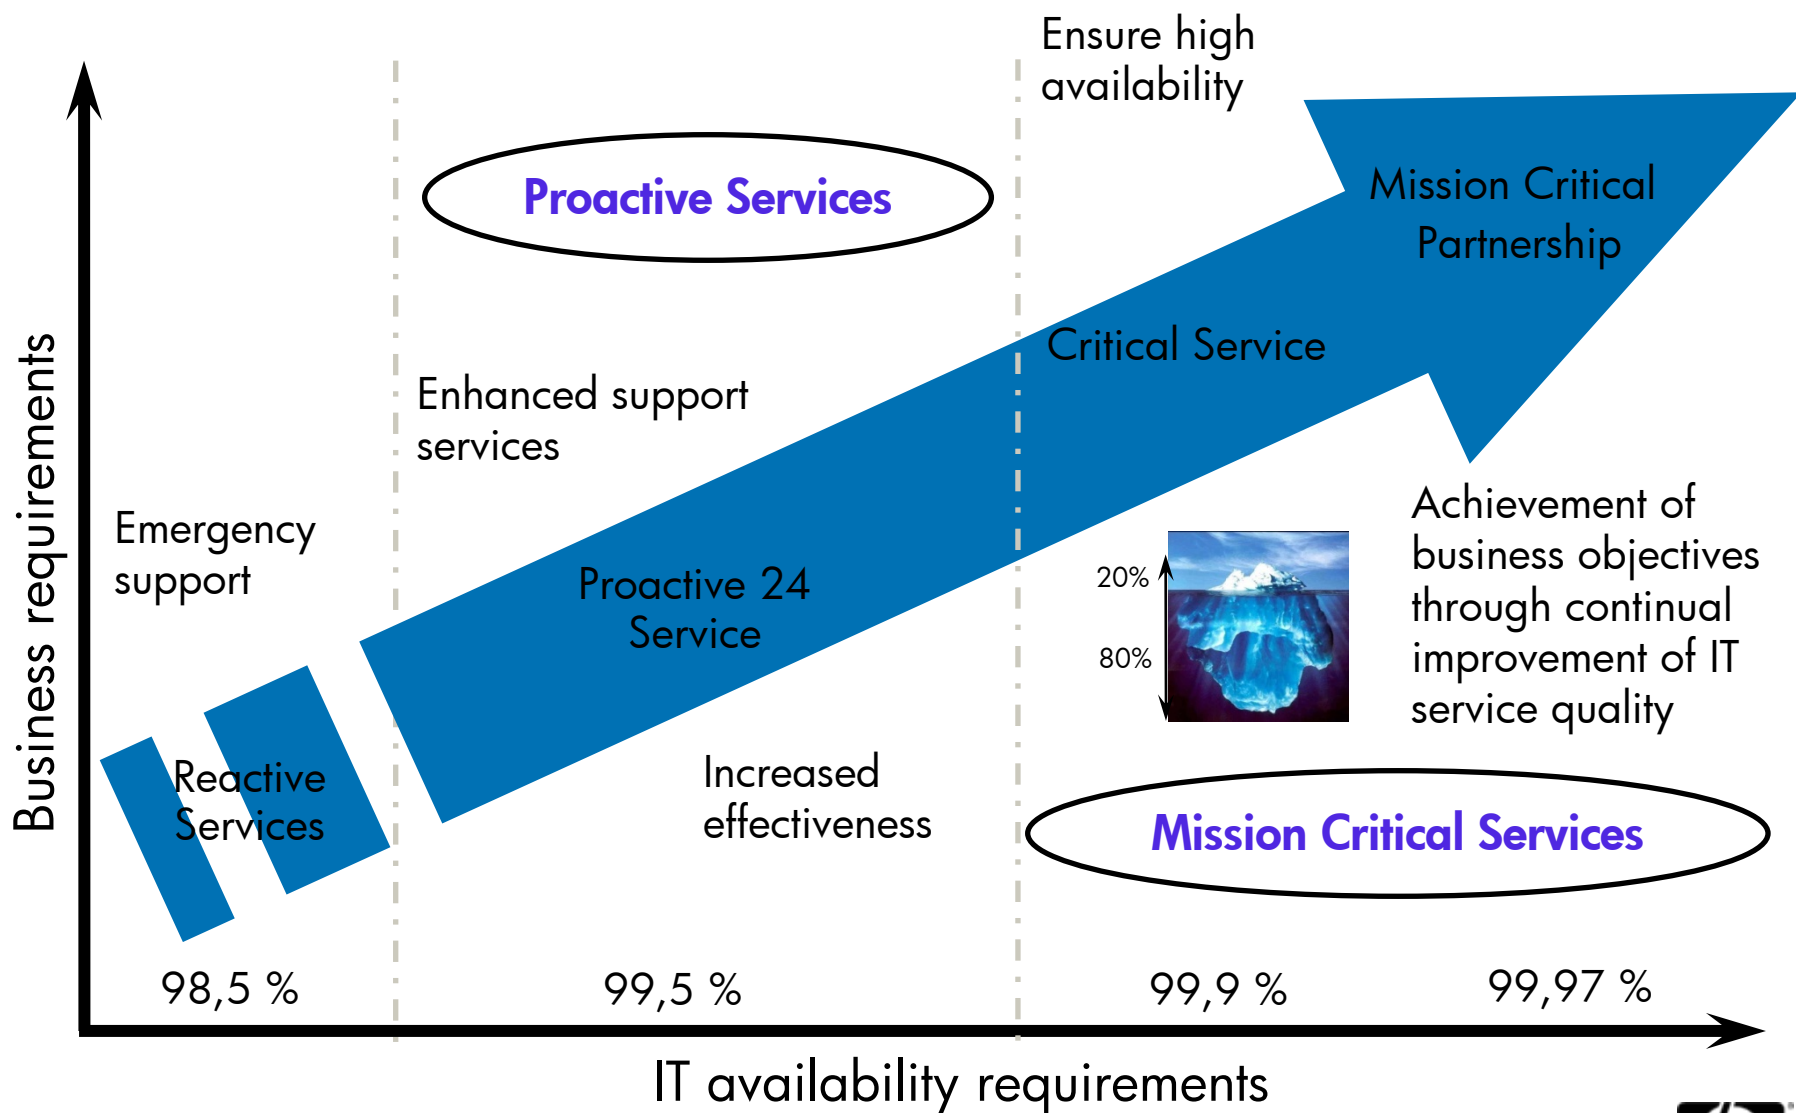 Ensure high
availability
Proactive Services
Mission Critical
Partnership
Critical Service
Enhanced support
services
Emergency
support
Proactive 24
Service
20%
80%
Achievement of
business objectives
through continual
improvement of IT
service quality
Reactive
Services
Increased
effectiveness
Mission Critical Services
Business requirements
98,5 %
99,5 %
99,9 %
99,97 %
IT availability requirements